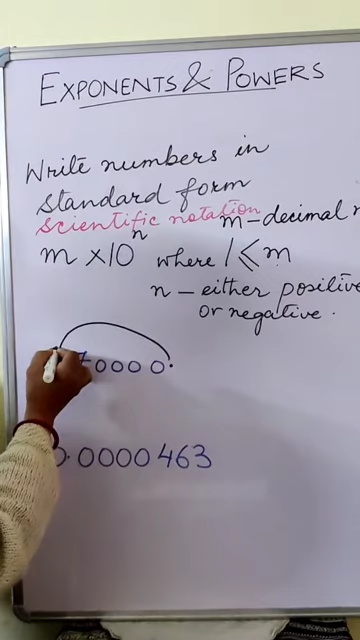 EXPONENTS & POWERS
Write numbers in
standard form
scientific notation
m - decimal
m × 10ⁿ where 1 ⩽ m
n - either positive
or negative.
0000.
0.0000463